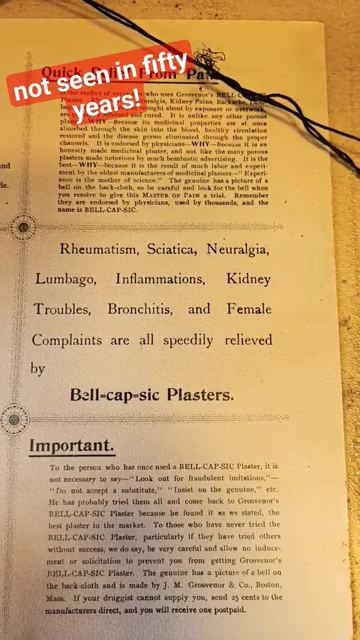 not seen in fifty
years!
Quick Relief From Pain
is the verdict of everyone who uses Grosvenor's BELL-CAP-SIC
Neuralgia, Kidney Pains, Backache,
brought about by exposure or overwork,
and cured. It is unlike any other porous
plaster—WHY—Because its medicinal properties are at once
absorbed through the skin into the blood, healthy circulation
restored and the disease germs eliminated through the proper
channels. It is endorsed by physicians—WHY—Because it is an
honestly made medicinal plaster, and not like the many porous
plasters made notorious by much bombastic advertising. It is the
best—WHY—because it is the result of much labor and experi-
ment by the oldest manufacturers of medicinal plasters—"Experi-
ence is the mother of science." The genuine has a picture of a
bell on the back-cloth, so be careful and look for the bell when
you resolve to give this MASTER OF PAIN a trial. Remember
they are endorsed by physicians, used by thousands, and the
name is BELL-CAP-SIC.
Rheumatism, Sciatica, Neuralgia,
Lumbago, Inflammations, Kidney
Troubles, Bronchitis, and Female
Complaints are all speedily relieved
by
Bell-cap-sic Plasters.
Important.
To the person who has once used a BELL-CAP-SIC Plaster, it is
not necessary to say—"Look out for fraudulent imitations,"—
"Do not accept a substitute," "Insist on the genuine," etc.
He has probably tried them all and come back to Grosvenor's
BELL-CAP-SIC Plaster because he found it as we stated, the
best plaster in the market. To those who have never tried the
BELL-CAP-SIC Plaster, particularly if they have tried others
without success, we do say, be very careful and allow no induce-
ment or solicitation to prevent you from getting Grosvenor's
BELL-CAP-SIC Plaster. The genuine has a picture of a bell on
the back-cloth and is made by J. M. Grosvenor & Co., Boston,
Mass. If your druggist cannot supply you, send 25 cents to the
manufacturers direct, and you will receive one postpaid.